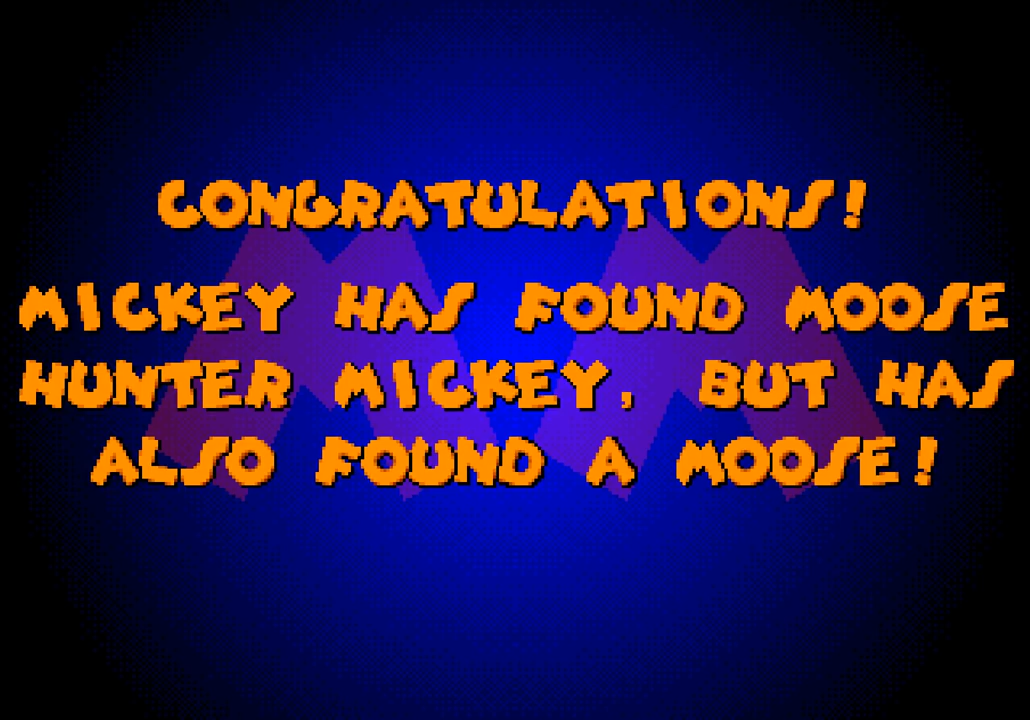 CONGRATULATIONS!
MICKEY HAS FOUND MOOSE
HUNTER MICKEY, BUT HAS
ALSO FOUND A MOOSE!